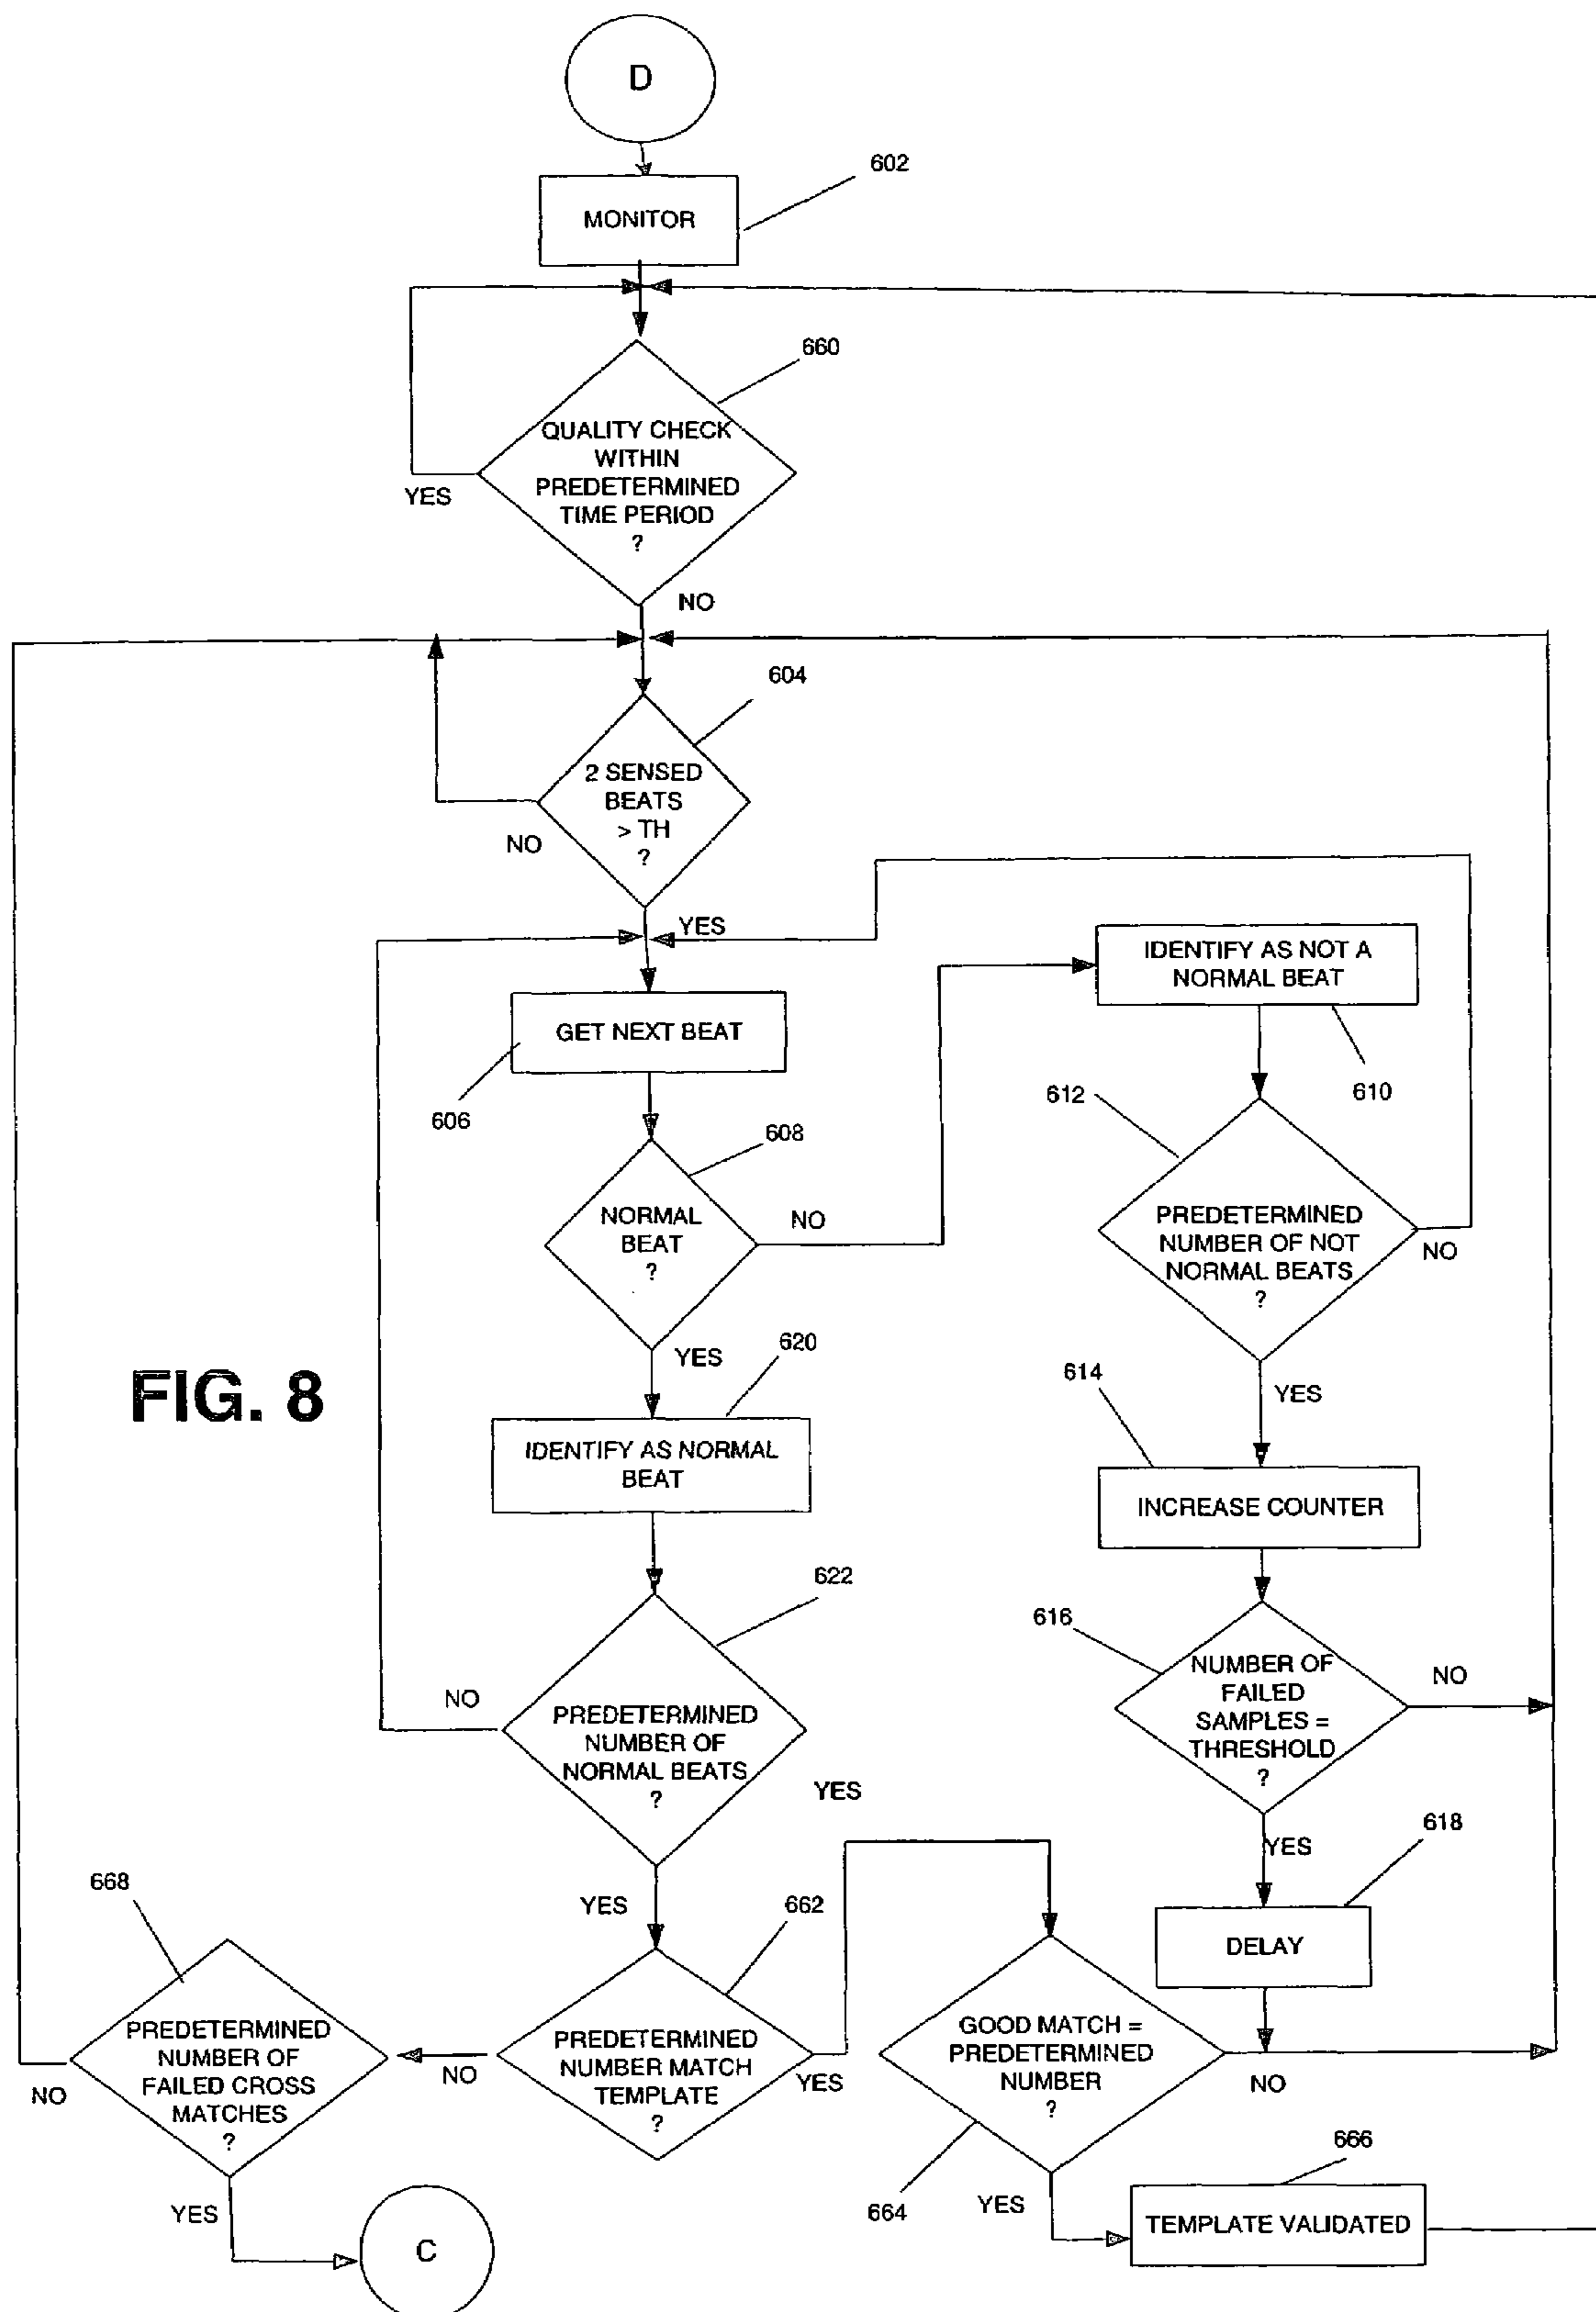 D
602
MONITOR
660
QUALITY CHECK
WITHIN
PREDETERMINED
TIME PERIOD
?
YES
NO
604
2 SENSED
BEATS
> TH
?
NO
YES
IDENTIFY AS NOT A
NORMAL BEAT
610
GET NEXT BEAT
606
608
NORMAL
BEAT
?
NO
YES
612
PREDETERMINED
NUMBER OF NOT
NORMAL BEATS
?
NO
YES
FIG. 8
620
IDENTIFY AS NORMAL
BEAT
614
INCREASE COUNTER
622
PREDETERMINED
NUMBER OF
NORMAL BEATS
?
NO
YES
YES
616
NUMBER OF
FAILED
SAMPLES =
THRESHOLD
?
NO
YES
618
DELAY
668
PREDETERMINED
NUMBER OF
FAILED CROSS
MATCHES
?
NO
YES
C
662
PREDETERMINED
NUMBER MATCH
TEMPLATE
?
NO
YES
GOOD MATCH =
PREDETERMINED
NUMBER
?
NO
664
YES
666
TEMPLATE VALIDATED